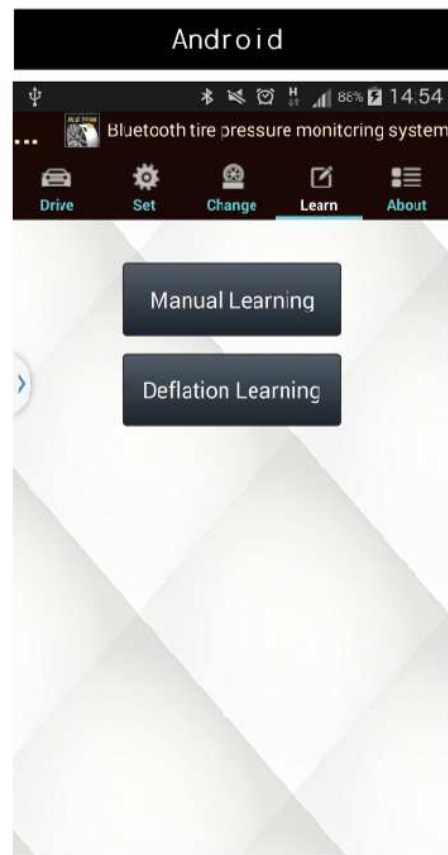 Android
H 88% 14:54
... Bluetooth tire pressure monitoring system
Drive Set Change Learn About
Manual Learning
Deflation Learning